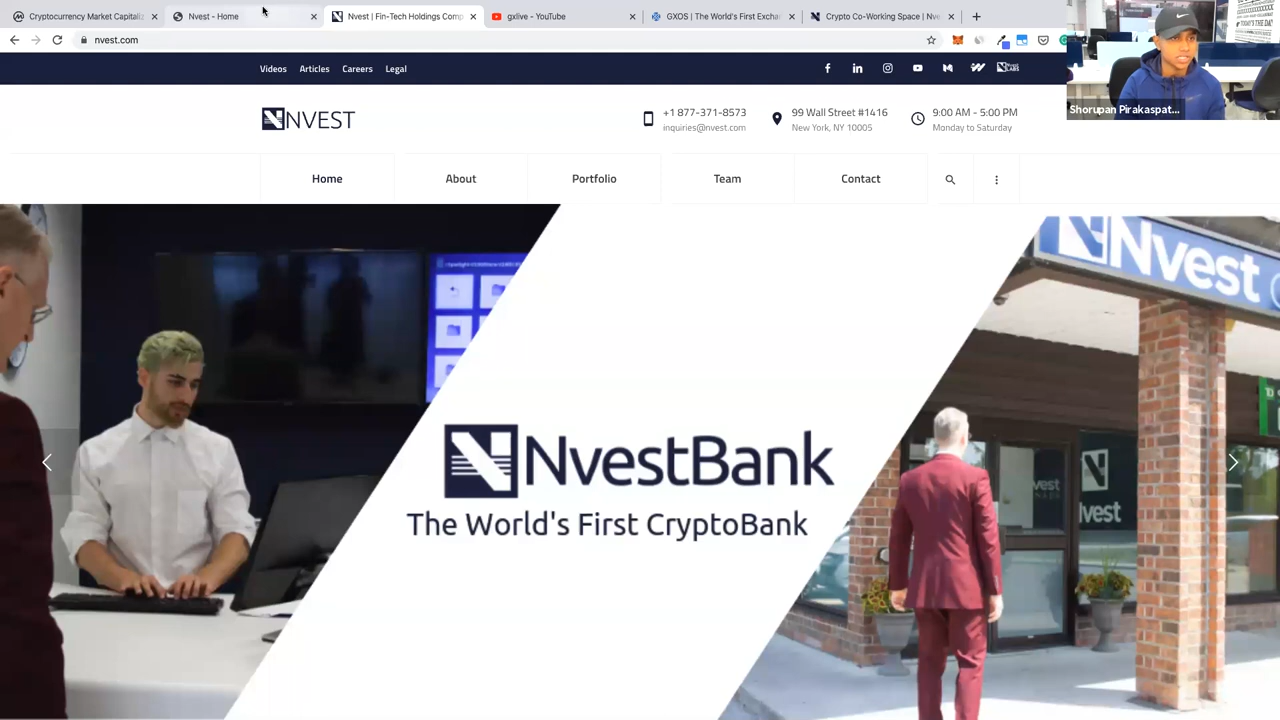 Cryptocurrency Market Capitaliz
Nvest - Home
Nvest | Fin-Tech Holdings Comp
gxlive - YouTube
GXOS | The World's First Excha
Crypto Co-Working Space | Nve
nvest.com
Videos Articles Careers Legal
NVEST
+1 877-371-8573
inquiries@nvest.com
99 Wall Street #1416
New York, NY 10005
9:00 AM - 5:00 PM
Monday to Saturday
Shorupan Pirakaspat...
Home About Portfolio Team Contact
NvestBank
The World's First CryptoBank
Nvest
vest
Nvest